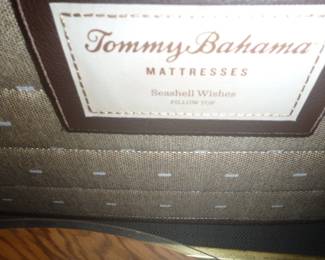 Tommy Bahama
MATTRESSES
Seashell Wishes
PILLOW TOP